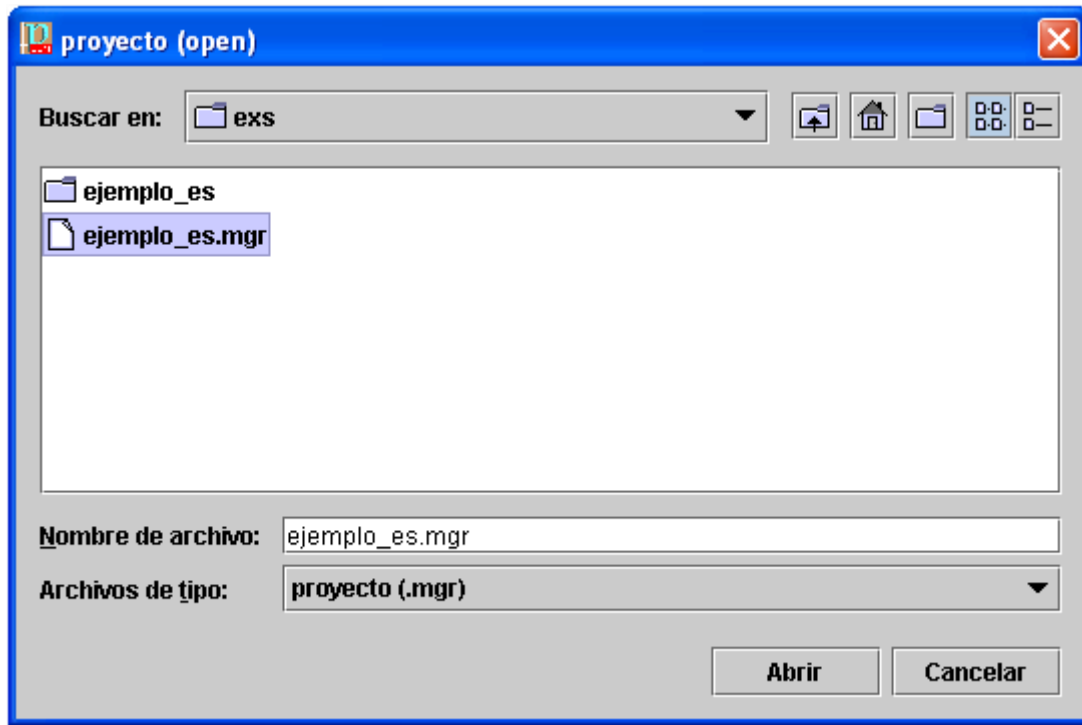 proyecto (open)
Buscar en: exs
ejemplo_es
ejemplo_es.mgr
Nombre de archivo: ejemplo_es.mgr
Archivos de tipo: proyecto (.mgr)
Abrir Cancelar